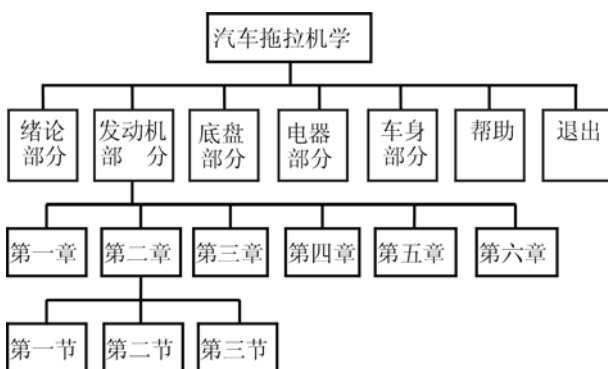 汽车拖拉机学
绪论
部分
发动机
部 分
底盘
部分
电器
部分
车身
部分
帮助
退出
第一章
第二章
第三章
第四章
第五章
第六章
第一节
第二节
第三节